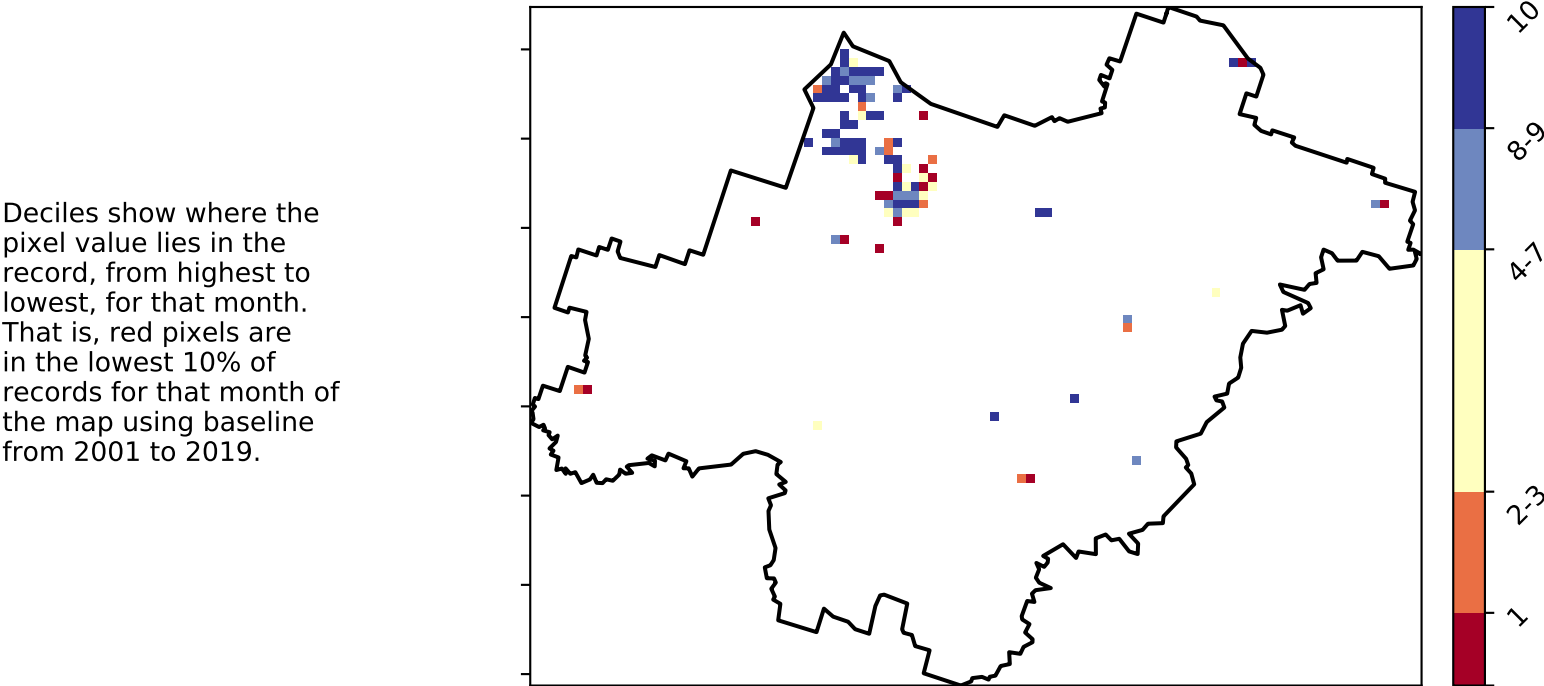 Deciles show where the
pixel value lies in the
record, from highest to
lowest, for that month.
That is, red pixels are
in the lowest 10% of
records for that month of
the map using baseline
from 2001 to 2019.
10
8-9
4-7
2-3
1